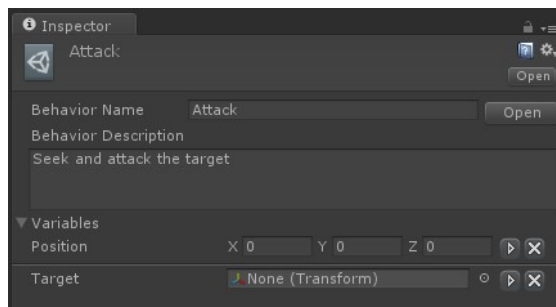 Inspector
Attack
Open
Behavior Name Attack Open
Behavior Description
Seek and attack the target
Variables
Position X 0 Y 0 Z 0
Target None (Transform)